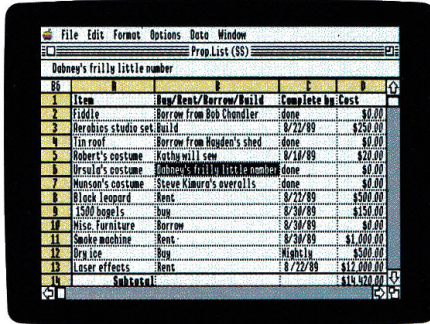 File Edit Format Options Data Window
Prop.List (SS)
Dabney's frilly little number
B6 A B C D
1 Item Buy/Rent/Borrow/Build Complete by: Cost
2 Fiddle Borrow from Bob Chandler done $0.00
3 Aerobics studio set Build 8/22/89 $250.00
4 Tin roof Borrow from Hayden's shed done $0.00
5 Robert's costume Kathy will sew 8/10/89 $20.00
6 Ursula's costume Dabney's frilly little number done $0.00
7 Munson's costume Steve Kimura's overalls done $0.00
8 Black leopard Rent 8/22/89 $500.00
9 1500 bagels buy 8/30/89 $150.00
10 Misc. Furniture Borrow 8/30/89 $0.00
11 Smoke machine Rent 8/30/89 $1,000.00
12 Dry ice Buy Nightly $500.00
13 Laser effects Rent 8/22/89 $12,000.00
14 Subtotal $14,420.00